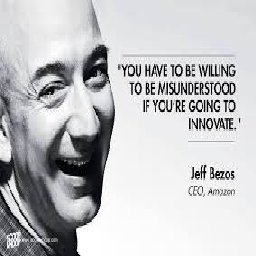 "YOU HAVE TO BE WILLING
TO BE MISUNDERSTOOD
IF YOU'RE GOING TO
INNOVATE."
Jeff Bezos
CEO, Amazon